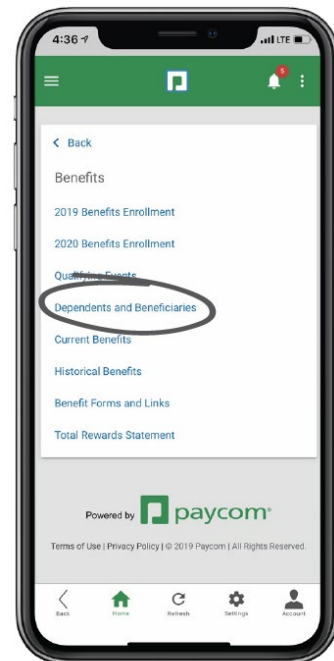 4:36
LTE
5
Back
Benefits
2019 Benefits Enrollment
2020 Benefits Enrollment
Qualifying Events
Dependents and Beneficiaries
Current Benefits
Historical Benefits
Benefit Forms and Links
Total Rewards Statement
Powered by paycom®
Terms of Use | Privacy Policy | © 2019 Paycom | All Rights Reserved.
Back Home Refresh Settings Account